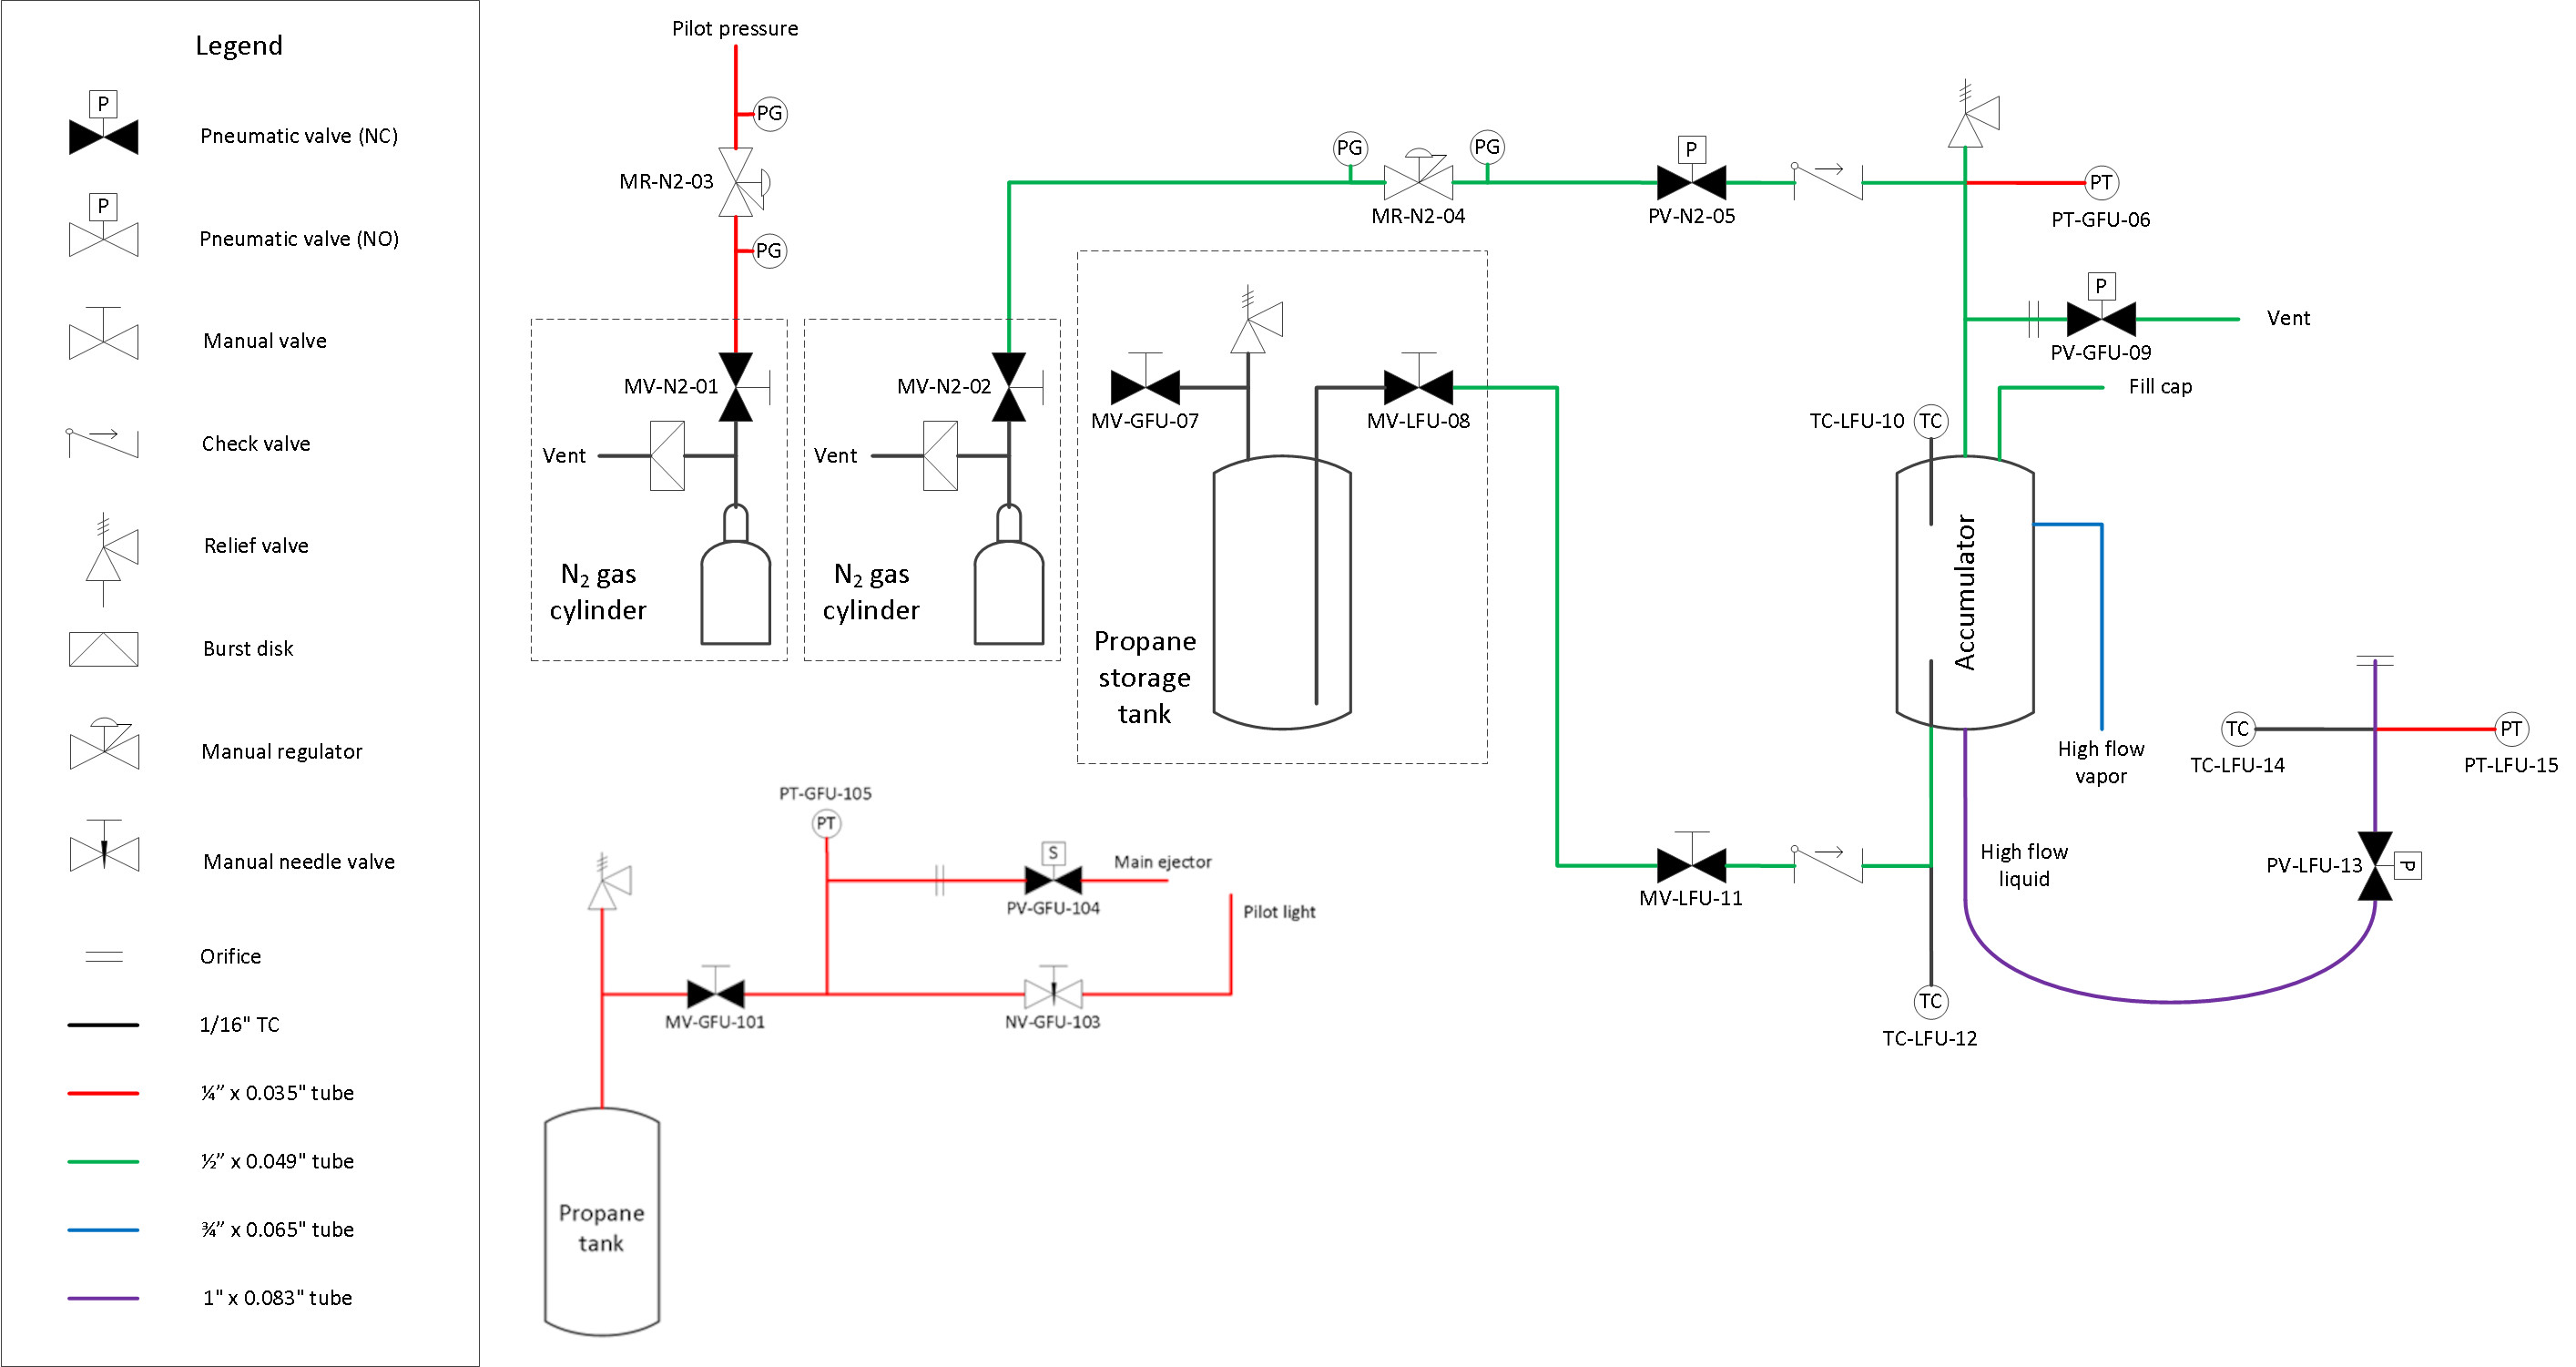 Legend
P
Pneumatic valve (NC)
P
Pneumatic valve (NO)
Manual valve
Check valve
Relief valve
Burst disk
Manual regulator
Manual needle valve
Orifice
1/16" TC
¼” x 0.035" tube
½” x 0.049" tube
¾” x 0.065" tube
1" x 0.083" tube
Pilot pressure
PG
MR-N2-03
PG
MV-N2-01
Vent
N₂ gas
cylinder
MV-N2-02
Vent
N₂ gas
cylinder
PG
PG
MR-N2-04
P
PV-N2-05
PT
PT-GFU-06
P
PV-GFU-09
Vent
Fill cap
MV-GFU-07
MV-LFU-08
Propane
storage
tank
TC-LFU-10
TC
Accumulator
High flow
vapor
TC
TC-LFU-14
PT
PT-LFU-15
High flow
liquid
PV-LFU-13
P
MV-LFU-11
TC
TC-LFU-12
PT-GFU-105
PT
S
PV-GFU-104
Main ejector
Pilot light
MV-GFU-101
NV-GFU-103
Propane
tank